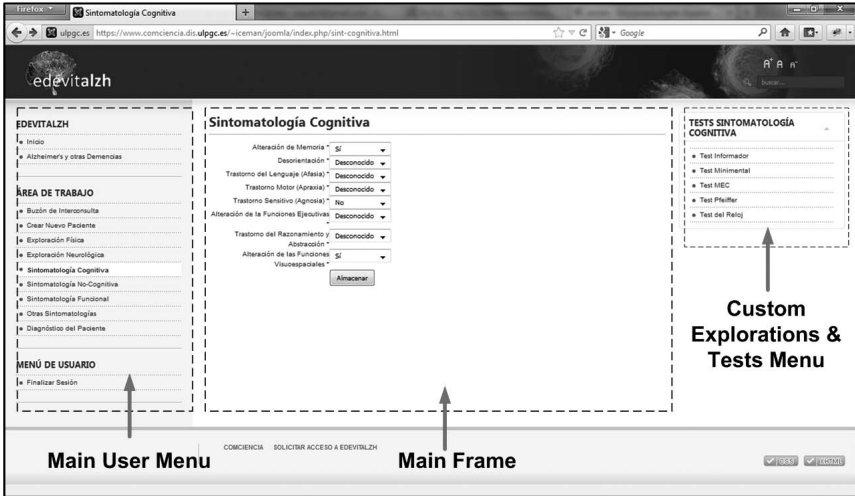 Firefox
Sintomatología Cognitiva
+
ulpgc.es https://www.comciencia.dis.ulpgc.es/~iceman/joomla/index.php/sint-cognitiva.html
Google
edevitalzh
A+ A A-
buscar...
EDEVITALZH
Inicio
Alzheimer's y otras Demencias
ÁREA DE TRABAJO
Buzón de Interconsulta
Crear Nuevo Paciente
Exploración Física
Exploración Neurológica
Sintomatología Cognitiva
Sintomatología No-Cognitiva
Sintomatología Funcional
Otras Sintomatologías
Diagnóstico del Paciente
MENÚ DE USUARIO
Finalizar Sesión
Main User Menu
Sintomatología Cognitiva
Alteración de Memoria * Sí
Desorientación * Desconocido
Trastorno del Lenguaje (Afasia) * Desconocido
Trastorno Motor (Apraxia) * Desconocido
Trastorno Sensitivo (Agnosia) * No
Alteración de la Funciones Ejecutivas Desconocido
*
Trastorno del Razonamiento y Desconocido
Abstracción *
Alteración de las Funciones Sí
Visuoespaciales *
Almacenar
Main Frame
TESTS SINTOMATOLOGÍA
COGNITIVA
Test Informador
Test Minimental
Test MEC
Test Pfeiffer
Test del Reloj
Custom
Explorations &
Tests Menu
COMCIENCIA SOLICITAR ACCESO A EDEVITALZH
CSS XHTML